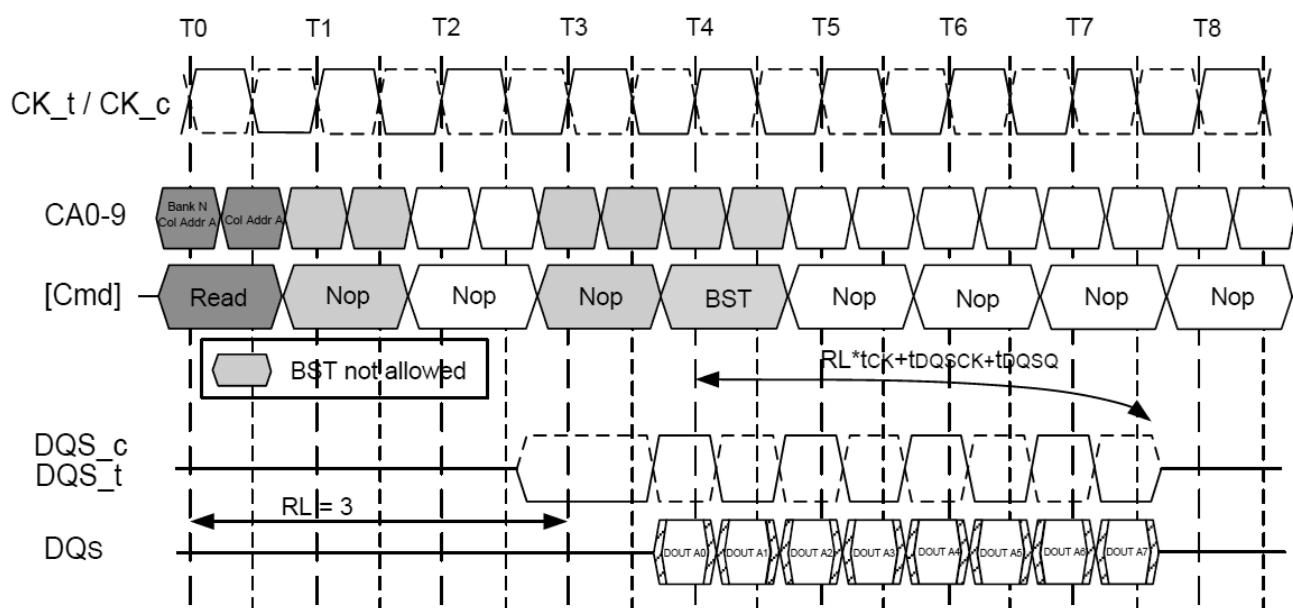 T0 T1 T2 T3 T4 T5 T6 T7 T8
CK_t / CK_c
Bank N
CA0-9 Col Addr A Col Addr A
[Cmd] Read Nop Nop Nop BST Nop Nop Nop Nop
BST not allowed
RL*tCK+tDQSCK+tDQSQ
DQS_c
DQS_t
RL = 3
DQs DOUT A0 DOUT A1 DOUT A2 DOUT A3 DOUT A4 DOUT A5 DOUT A6 DOUT A7